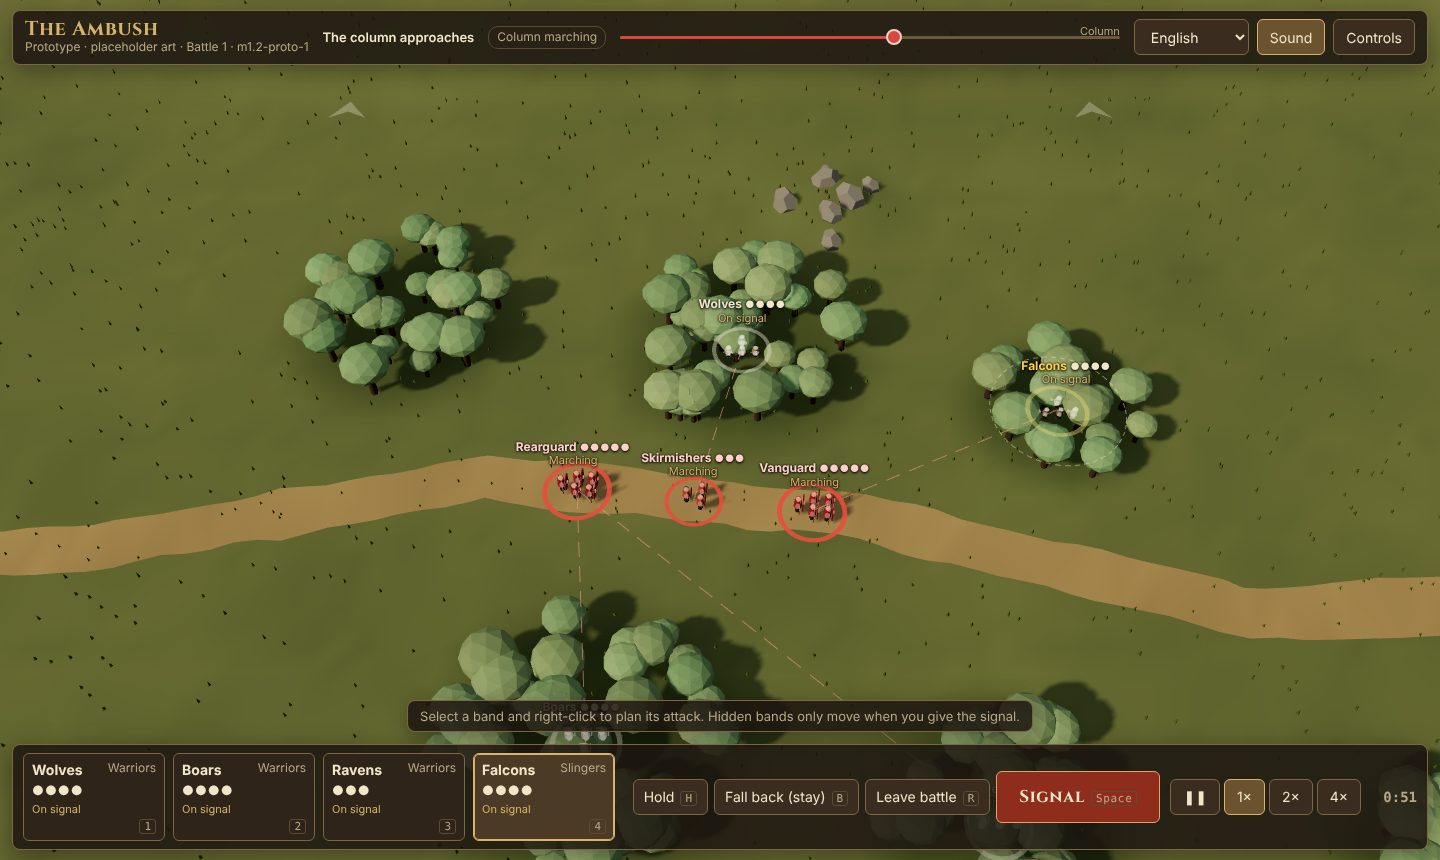 The Ambush
Prototype · placeholder art · Battle 1 · m1.2-proto-1
The column approaches
Column marching
Column
English
Sound
Controls
Wolves
On signal
Falcons
On signal
Rearguard
Marching
Skirmishers
Marching
Vanguard
Marching
Boars
Select a band and right-click to plan its attack. Hidden bands only move when you give the signal.
Wolves Warriors
On signal
1
Boars Warriors
On signal
2
Ravens Warriors
On signal
3
Falcons Slingers
On signal
4
Hold H
Fall back (stay) B
Leave battle R
Signal Space
1×
2×
4×
0:51